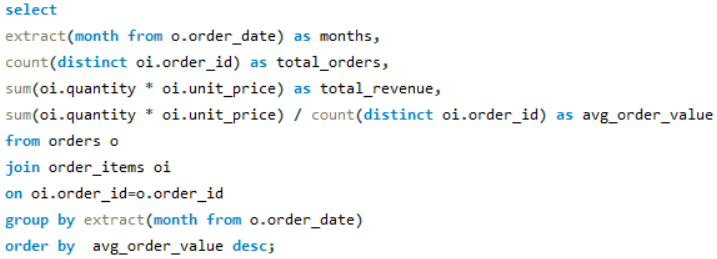 select
extract(month from o.order_date) as months,
count(distinct oi.order_id) as total_orders,
sum(oi.quantity * oi.unit_price) as total_revenue,
sum(oi.quantity * oi.unit_price) / count(distinct oi.order_id) as avg_order_value
from orders o
join order_items oi
on oi.order_id=o.order_id
group by extract(month from o.order_date)
order by  avg_order_value desc;